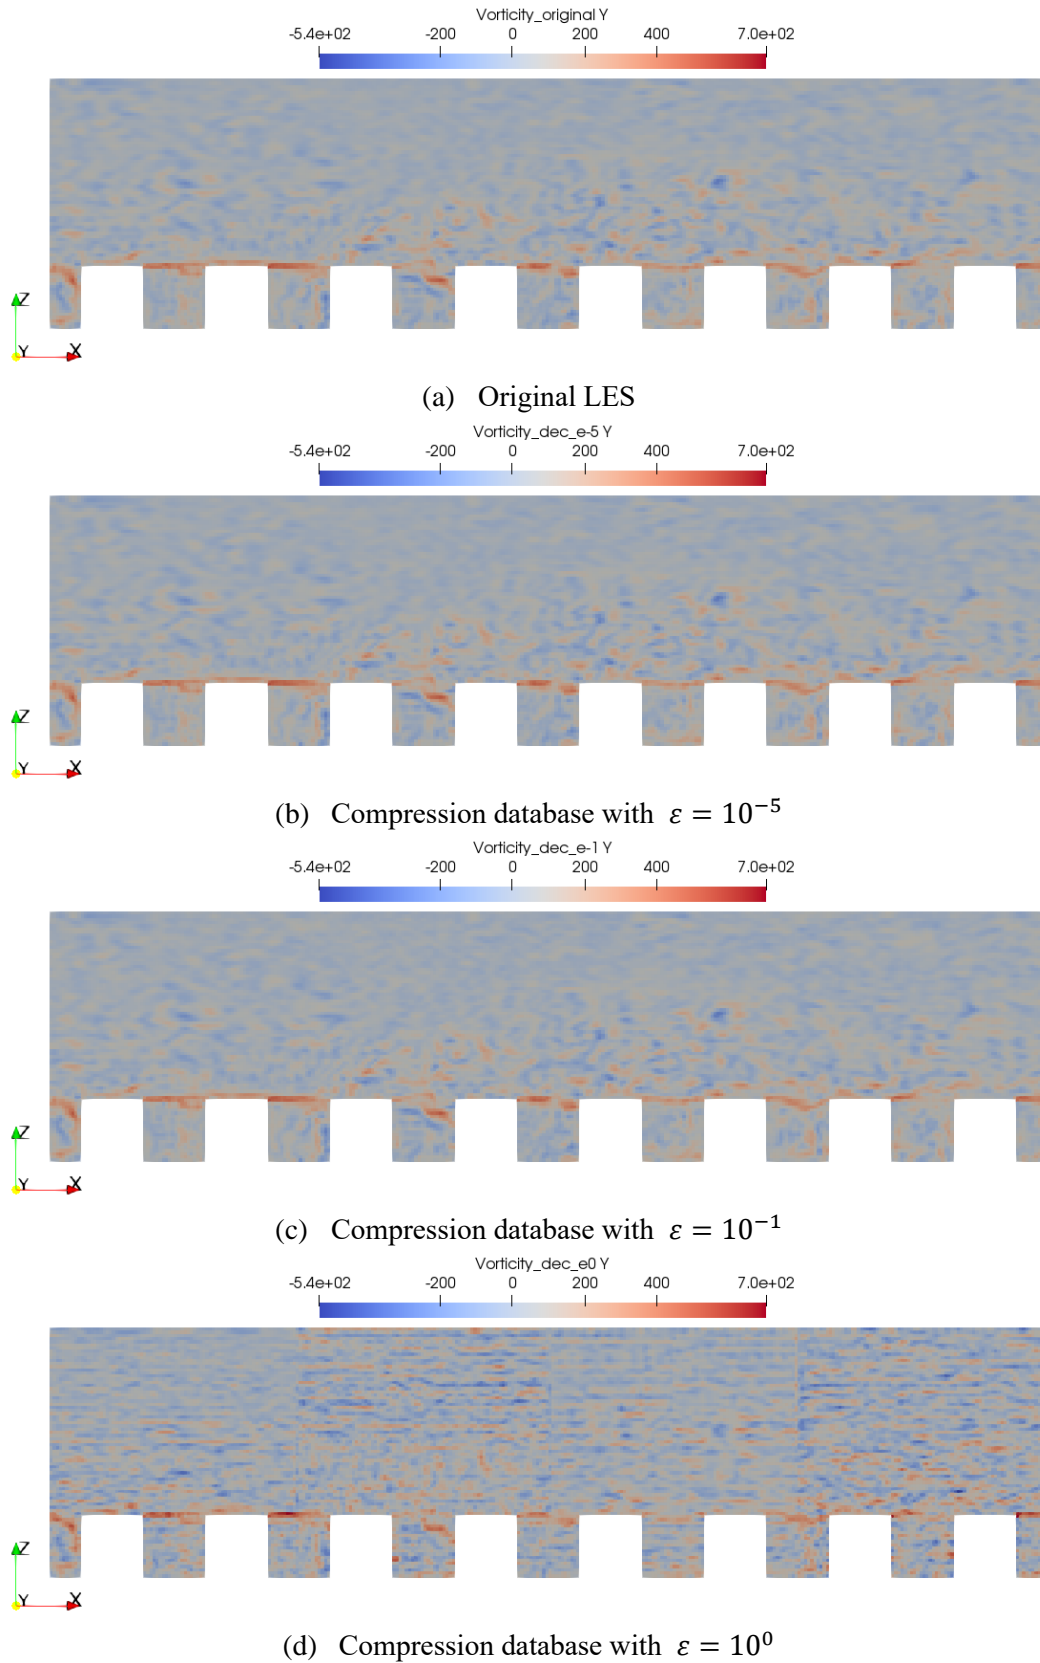 Vorticity_original Y
-5.4e+02 -200 0 200 400 7.0e+02
Z
Y X
(a) Original LES
Vorticity_dec_e-5 Y
-5.4e+02 -200 0 200 400 7.0e+02
Z
Y X
(b) Compression database with ε = 10⁻⁵
Vorticity_dec_e-1 Y
-5.4e+02 -200 0 200 400 7.0e+02
Z
Y X
(c) Compression database with ε = 10⁻¹
Vorticity_dec_e0 Y
-5.4e+02 -200 0 200 400 7.0e+02
Z
Y X
(d) Compression database with ε = 10⁰